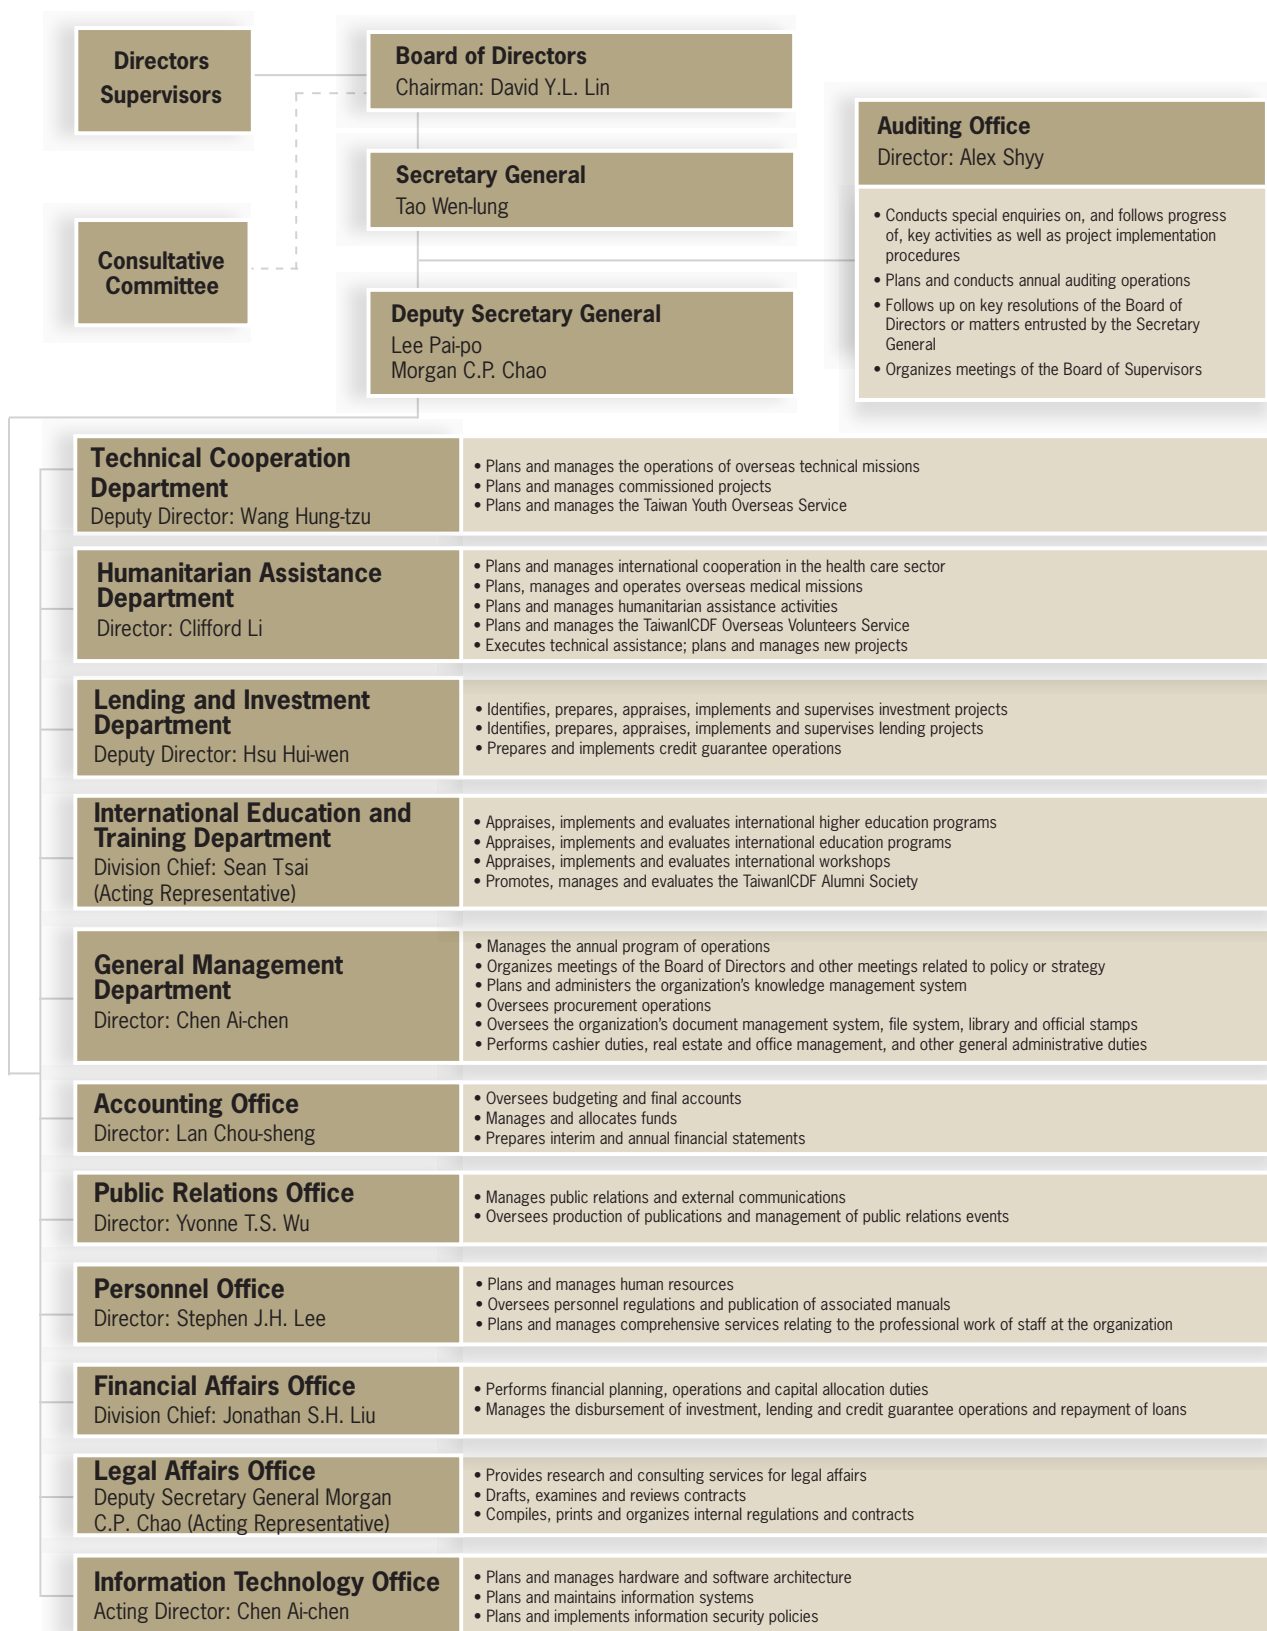 Directors
Supervisors
Board of Directors
Chairman: David Y.L. Lin
Secretary General
Tao Wen-lung
Consultative
Committee
Deputy Secretary General
Lee Pai-po
Morgan C.P. Chao
Auditing Office
Director: Alex Shyy
• Conducts special enquiries on, and follows progress
of, key activities as well as project implementation
procedures
• Plans and conducts annual auditing operations
• Follows up on key resolutions of the Board of
Directors or matters entrusted by the Secretary
General
• Organizes meetings of the Board of Supervisors
Technical Cooperation
Department
Deputy Director: Wang Hung-tzu
• Plans and manages the operations of overseas technical missions
• Plans and manages commissioned projects
• Plans and manages the Taiwan Youth Overseas Service
Humanitarian Assistance
Department
Director: Clifford Li
• Plans and manages international cooperation in the health care sector
• Plans, manages and operates overseas medical missions
• Plans and manages humanitarian assistance activities
• Plans and manages the TaiwanICDF Overseas Volunteers Service
• Executes technical assistance; plans and manages new projects
Lending and Investment
Department
Deputy Director: Hsu Hui-wen
• Identifies, prepares, appraises, implements and supervises investment projects
• Identifies, prepares, appraises, implements and supervises lending projects
• Prepares and implements credit guarantee operations
International Education and
Training Department
Division Chief: Sean Tsai
(Acting Representative)
• Appraises, implements and evaluates international higher education programs
• Appraises, implements and evaluates international education programs
• Appraises, implements and evaluates international workshops
• Promotes, manages and evaluates the TaiwanICDF Alumni Society
General Management
Department
Director: Chen Ai-chen
• Manages the annual program of operations
• Organizes meetings of the Board of Directors and other meetings related to policy or strategy
• Plans and administers the organization's knowledge management system
• Oversees procurement operations
• Oversees the organization's document management system, file system, library and official stamps
• Performs cashier duties, real estate and office management, and other general administrative duties
Accounting Office
Director: Lan Chou-sheng
• Oversees budgeting and final accounts
• Manages and allocates funds
• Prepares interim and annual financial statements
Public Relations Office
Director: Yvonne T.S. Wu
• Manages public relations and external communications
• Oversees production of publications and management of public relations events
Personnel Office
Director: Stephen J.H. Lee
• Plans and manages human resources
• Oversees personnel regulations and publication of associated manuals
• Plans and manages comprehensive services relating to the professional work of staff at the organization
Financial Affairs Office
Division Chief: Jonathan S.H. Liu
• Performs financial planning, operations and capital allocation duties
• Manages the disbursement of investment, lending and credit guarantee operations and repayment of loans
Legal Affairs Office
Deputy Secretary General Morgan
C.P. Chao (Acting Representative)
• Provides research and consulting services for legal affairs
• Drafts, examines and reviews contracts
• Compiles, prints and organizes internal regulations and contracts
Information Technology Office
Acting Director: Chen Ai-chen
• Plans and manages hardware and software architecture
• Plans and maintains information systems
• Plans and implements information security policies